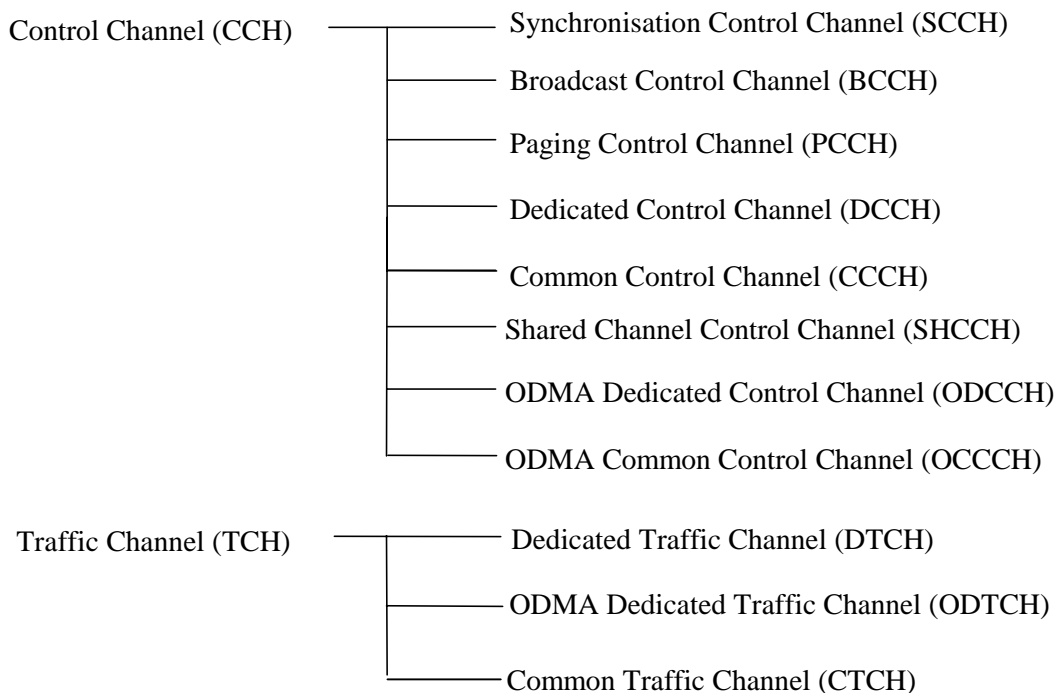 Control Channel (CCH)
Synchronisation Control Channel (SCCH)
Broadcast Control Channel (BCCH)
Paging Control Channel (PCCH)
Dedicated Control Channel (DCCH)
Common Control Channel (CCCH)
Shared Channel Control Channel (SHCCH)
ODMA Dedicated Control Channel (ODCCH)
ODMA Common Control Channel (OCCCH)
Traffic Channel (TCH)
Dedicated Traffic Channel (DTCH)
ODMA Dedicated Traffic Channel (ODTCH)
Common Traffic Channel (CTCH)